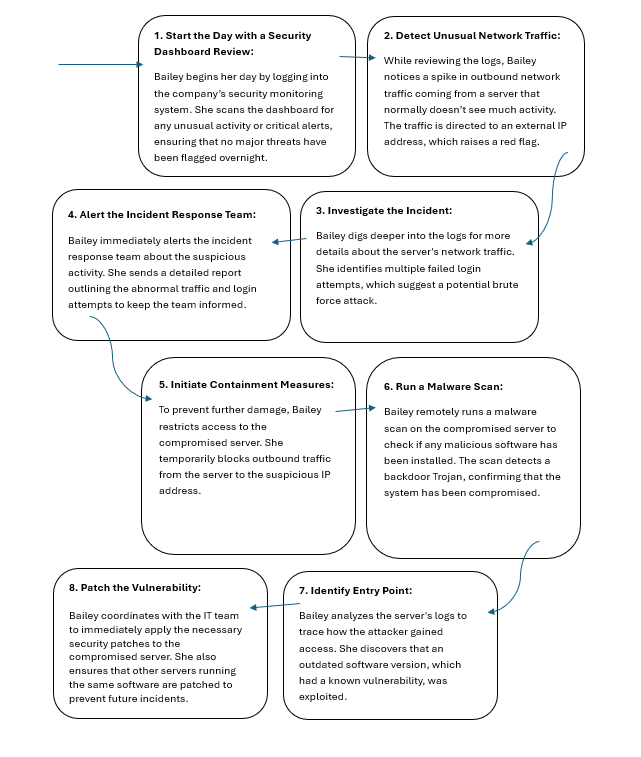 1. Start the Day with a Security
Dashboard Review:
Bailey begins her day by logging into
the company's security monitoring
system. She scans the dashboard for
any unusual activity or critical alerts,
ensuring that no major threats have
been flagged overnight.
2. Detect Unusual Network Traffic:
While reviewing the logs, Bailey
notices a spike in outbound network
traffic coming from a server that
normally doesn't see much activity.
The traffic is directed to an external IP
address, which raises a red flag.
3. Investigate the Incident:
Bailey digs deeper into the logs for more
details about the server's network traffic.
She identifies multiple failed login
attempts, which suggest a potential brute
force attack.
4. Alert the Incident Response Team:
Bailey immediately alerts the incident
response team about the suspicious
activity. She sends a detailed report
outlining the abnormal traffic and login
attempts to keep the team informed.
5. Initiate Containment Measures:
To prevent further damage, Bailey
restricts access to the
compromised server. She
temporarily blocks outbound traffic
from the server to the suspicious IP
address.
6. Run a Malware Scan:
Bailey remotely runs a malware
scan on the compromised server to
check if any malicious software has
been installed. The scan detects a
backdoor Trojan, confirming that the
system has been compromised.
7. Identify Entry Point:
Bailey analyzes the server's logs to
trace how the attacker gained
access. She discovers that an
outdated software version, which
had a known vulnerability, was
exploited.
8. Patch the Vulnerability:
Bailey coordinates with the IT team
to immediately apply the necessary
security patches to the
compromised server. She also
ensures that other servers running
the same software are patched to
prevent future incidents.